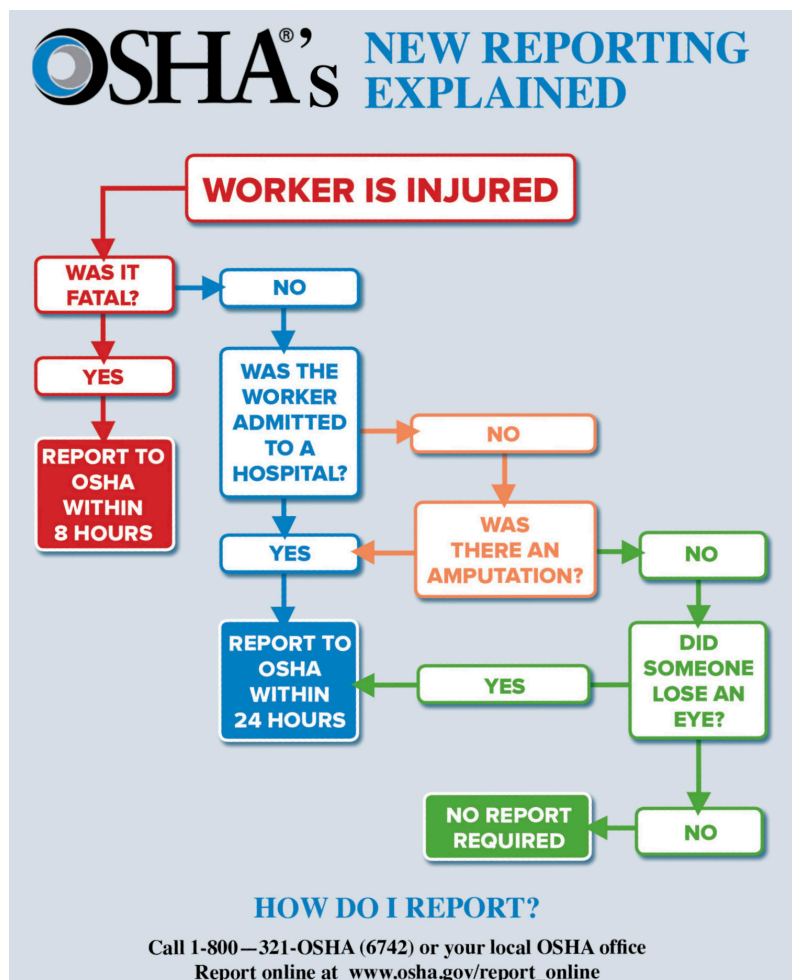 OSHA®'s NEW REPORTING
EXPLAINED
WORKER IS INJURED
WAS IT
FATAL?
NO
YES
WAS THE
WORKER
ADMITTED
TO A
HOSPITAL?
REPORT TO
OSHA
WITHIN
8 HOURS
NO
WAS
THERE AN
AMPUTATION?
YES
NO
REPORT TO
OSHA
WITHIN
24 HOURS
YES
DID
SOMEONE
LOSE AN
EYE?
NO REPORT
REQUIRED
NO
HOW DO I REPORT?
Call 1-800—321-OSHA (6742) or your local OSHA office
Report online at www.osha.gov/report_online